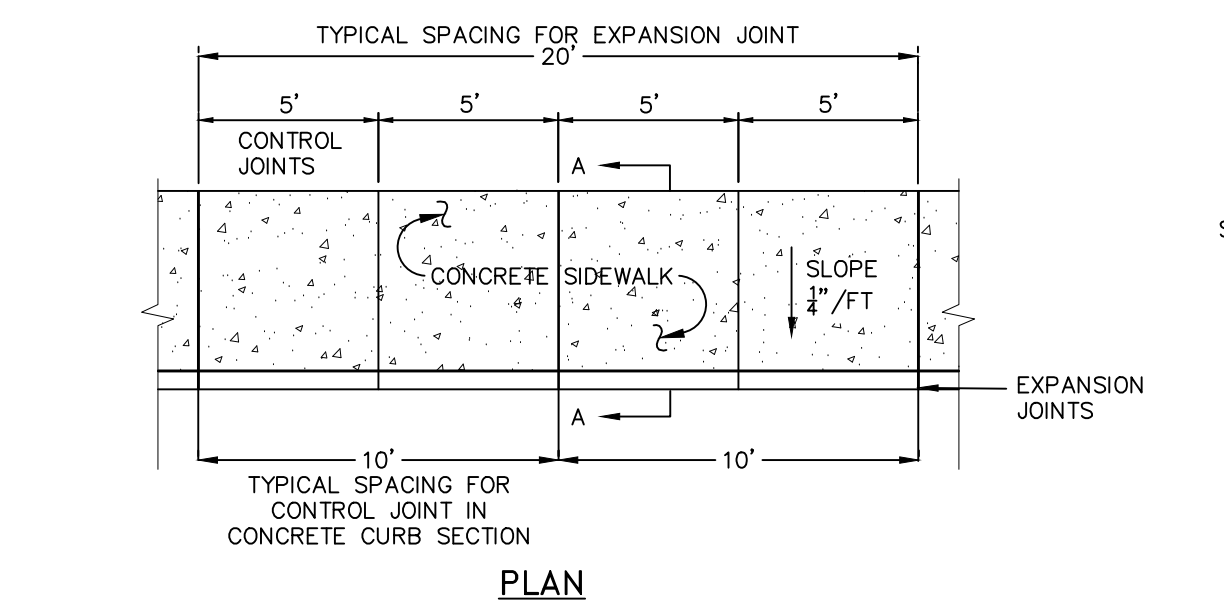 TYPICAL SPACING FOR EXPANSION JOINT
20'
5' 5' 5' 5'
CONTROL
JOINTS
A
S
CONCRETE SIDEWALK
SLOPE
1/4" /FT
EXPANSION
JOINTS
A
10' 10'
TYPICAL SPACING FOR
CONTROL JOINT IN
CONCRETE CURB SECTION
PLAN